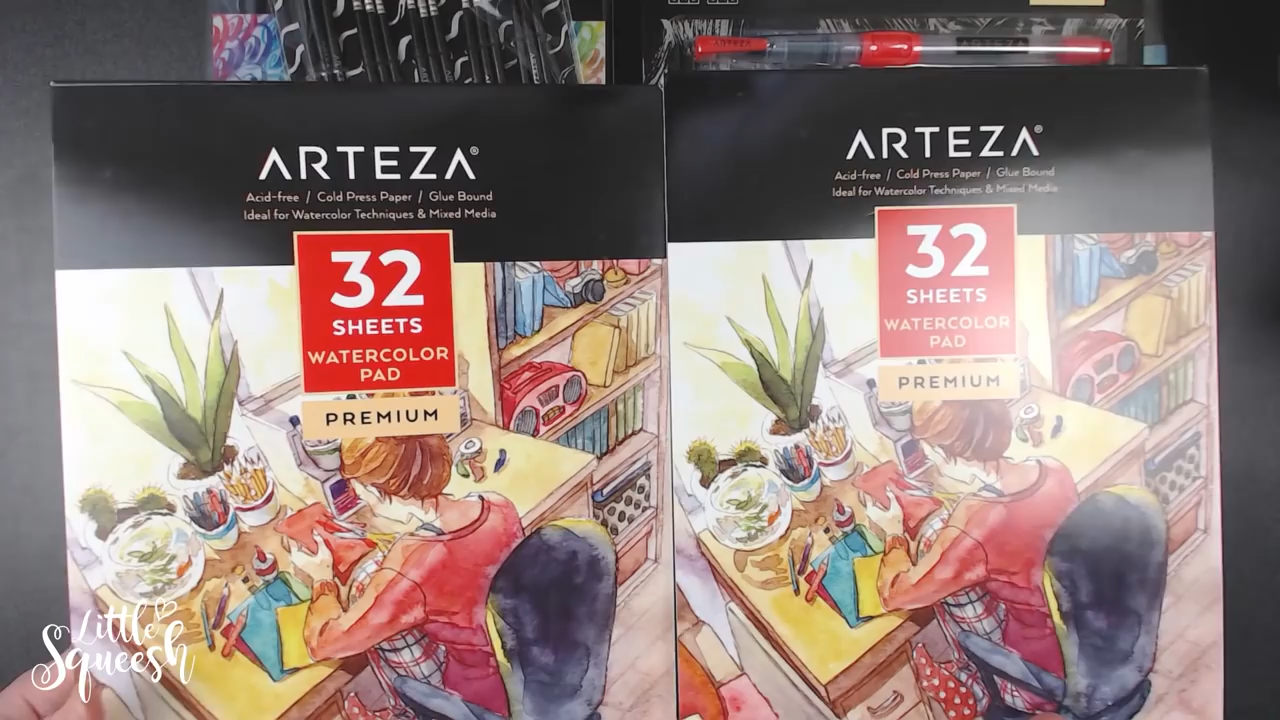 ARTEZA
ARTEZA
ARTEZA®
Acid-free / Cold Press Paper / Glue Bound
Ideal for Watercolor Techniques & Mixed Media
32
SHEETS
WATERCOLOR
PAD
PREMIUM
ARTEZA®
Acid-free / Cold Press Paper / Glue Bound
Ideal for Watercolor Techniques & Mixed Media
32
SHEETS
WATERCOLOR
PAD
PREMIUM
Little
Squeesh